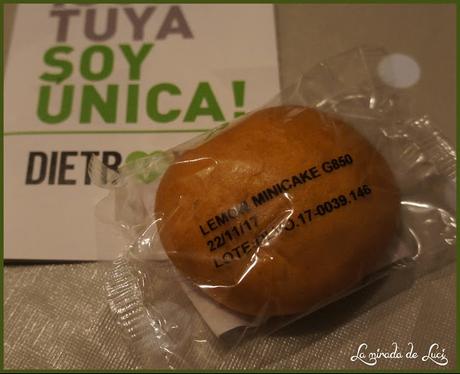 TUYA
SOY
UNICA!
DIETR
LEMON MINICAKE G850
22/11/17
La mirada de Luci